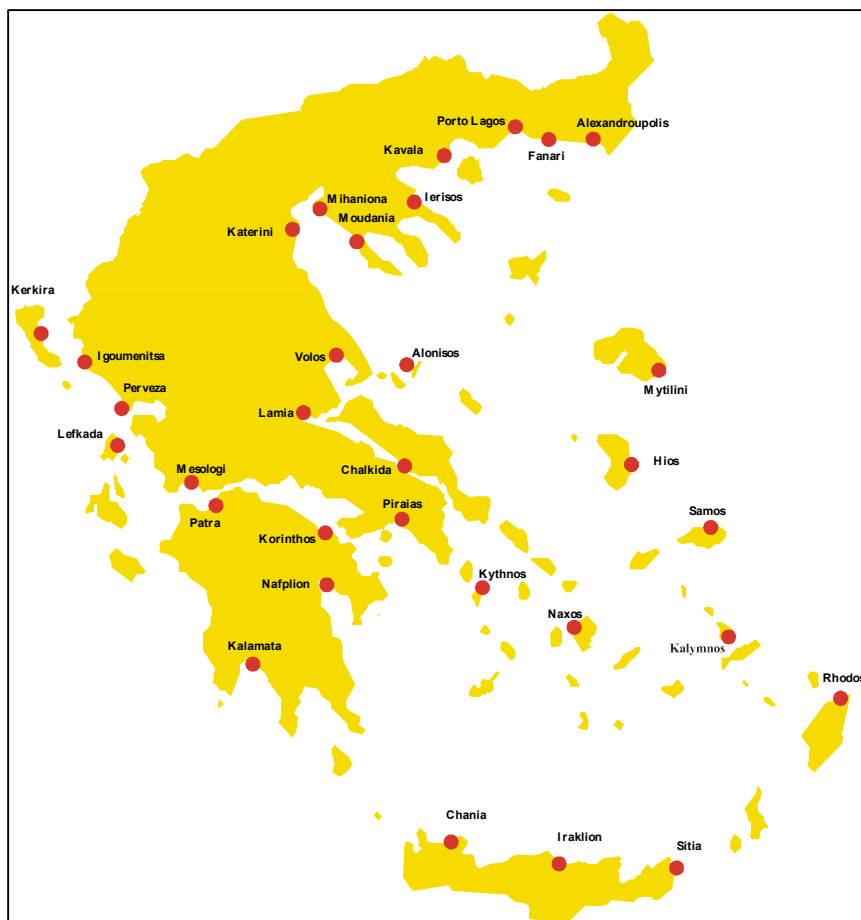 Porto Lagos
Alexandroupolis
Kavala
Fanari
Mihaniona
Ierisos
Moudania
Katerini
Kerkira
Igoumenitsa
Volos
Alonisos
Perveza
Mytilini
Lamia
Lefkada
Mesologi
Chalkida
Hios
Patra
Piraias
Samos
Korinthos
Kythnos
Nafplion
Naxos
Kalamata
Kalymnos
Rhodos
Chania
Iraklion
Sitia